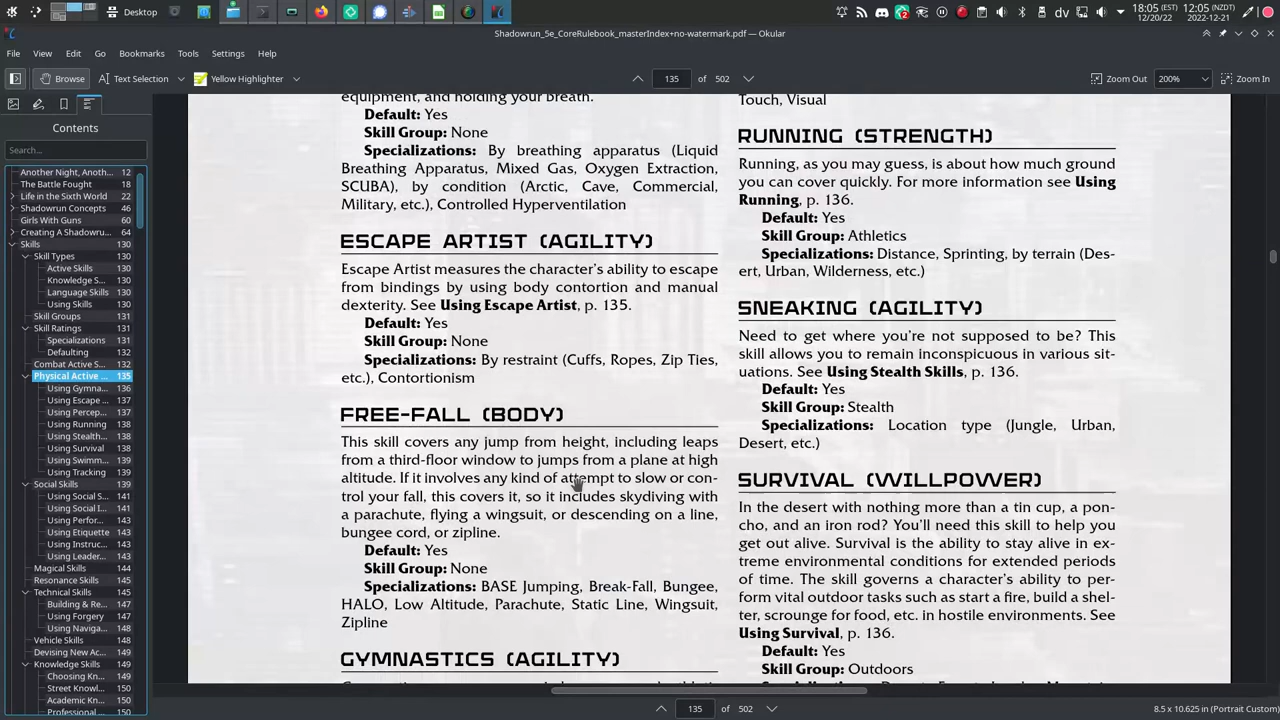 Desktop
dv
18:05 (EST)
12/20/22
12:05 (EET)
2022-12-21
Shadowrun_5e_CoreRulebook_masterIndex+no-watermark.pdf — Okular
File View Edit Go Bookmarks Tools Settings Help
Browse Text Selection Yellow Highlighter 135 of 502 Zoom Out 200% Zoom In
Contents
Search...
Another Night, Anoth... 12
The Battle Fought 18
Life in the Sixth World 22
Shadowrun Concepts 46
Girls With Guns 60
Creating A Shadowru... 64
Skills 130
Skill Types 130
Active Skills 130
Knowledge S... 130
Language Skills 130
Using Skills 130
Skill Groups 131
Skill Ratings 131
Specializations 131
Defaulting 132
Combat Active S... 132
Physical Active ... 135
Using Gymna... 136
Using Escape ... 137
Using Percep... 137
Using Running 138
Using Stealth... 138
Using Survival 138
Using Swimm... 138
Using Tracking 139
Social Skills 139
Using Social S... 141
Using Social I... 141
Using Perfor... 143
Using Etiquette 143
Using Instruc... 143
Using Leader... 143
Magical Skills 144
Resonance Skills 145
Technical Skills 145
Building & Re... 147
Using Forgery 147
Using Naviga... 148
Vehicle Skills 148
Devising New Ac... 149
Knowledge Skills 149
Choosing Kn... 149
Street Knowl... 150
Academic Kn... 150
Professional ... 150
equipment, and holding your breath.
Default: Yes
Skill Group: None
Specializations: By breathing apparatus (Liquid
Breathing Apparatus, Mixed Gas, Oxygen Extraction,
SCUBA), by condition (Arctic, Cave, Commercial,
Military, etc.), Controlled Hyperventilation
ESCAPE ARTIST (AGILITY)
Escape Artist measures the character's ability to escape
from bindings by using body contortion and manual
dexterity. See Using Escape Artist, p. 135.
Default: Yes
Skill Group: None
Specializations: By restraint (Cuffs, Ropes, Zip Ties,
etc.), Contortionism
FREE-FALL (BODY)
This skill covers any jump from height, including leaps
from a third-floor window to jumps from a plane at high
altitude. If it involves any kind of attempt to slow or con-
trol your fall, this covers it, so it includes skydiving with
a parachute, flying a wingsuit, or descending on a line,
bungee cord, or zipline.
Default: Yes
Skill Group: None
Specializations: BASE Jumping, Break-Fall, Bungee,
HALO, Low Altitude, Parachute, Static Line, Wingsuit,
Zipline
GYMNASTICS (AGILITY)
Touch, Visual
RUNNING (STRENGTH)
Running, as you may guess, is about how much ground
you can cover quickly. For more information see Using
Running, p. 136.
Default: Yes
Skill Group: Athletics
Specializations: Distance, Sprinting, by terrain (Des-
ert, Urban, Wilderness, etc.)
SNEAKING (AGILITY)
Need to get where you're not supposed to be? This
skill allows you to remain inconspicuous in various sit-
uations. See Using Stealth Skills, p. 136.
Default: Yes
Skill Group: Stealth
Specializations: Location type (Jungle, Urban,
Desert, etc.)
SURVIVAL (WILLPOWER)
In the desert with nothing more than a tin cup, a pon-
cho, and an iron rod? You'll need this skill to help you
get out alive. Survival is the ability to stay alive in ex-
treme environmental conditions for extended periods
of time. The skill governs a character's ability to per-
form vital outdoor tasks such as start a fire, build a shel-
ter, scrounge for food, etc. in hostile environments. See
Using Survival, p. 136.
Default: Yes
Skill Group: Outdoors
135 of 502
8.5 x 10.625 in (Portrait Custom)